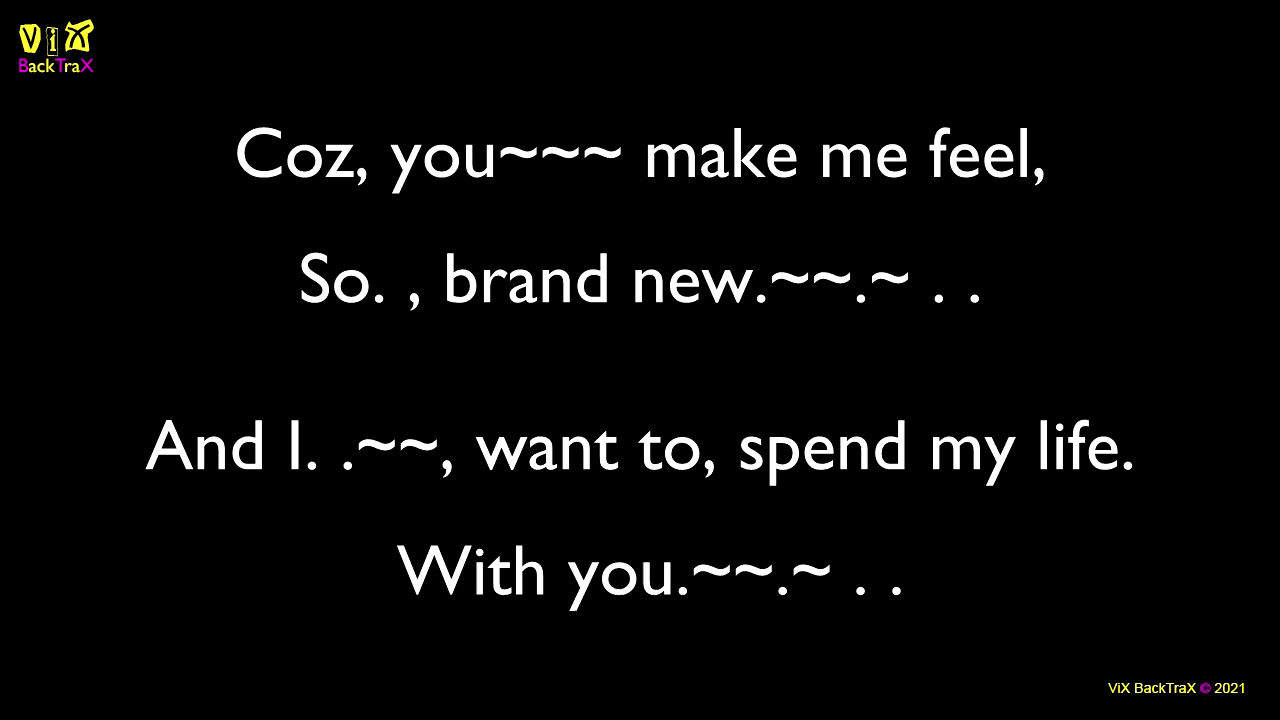 ViX
BackTraX
Coz, you~~~ make me feel,
So. , brand new.~~.~ . .
And I. .~~, want to, spend my life.
With you.~~.~ . .
ViX BackTraX © 2021